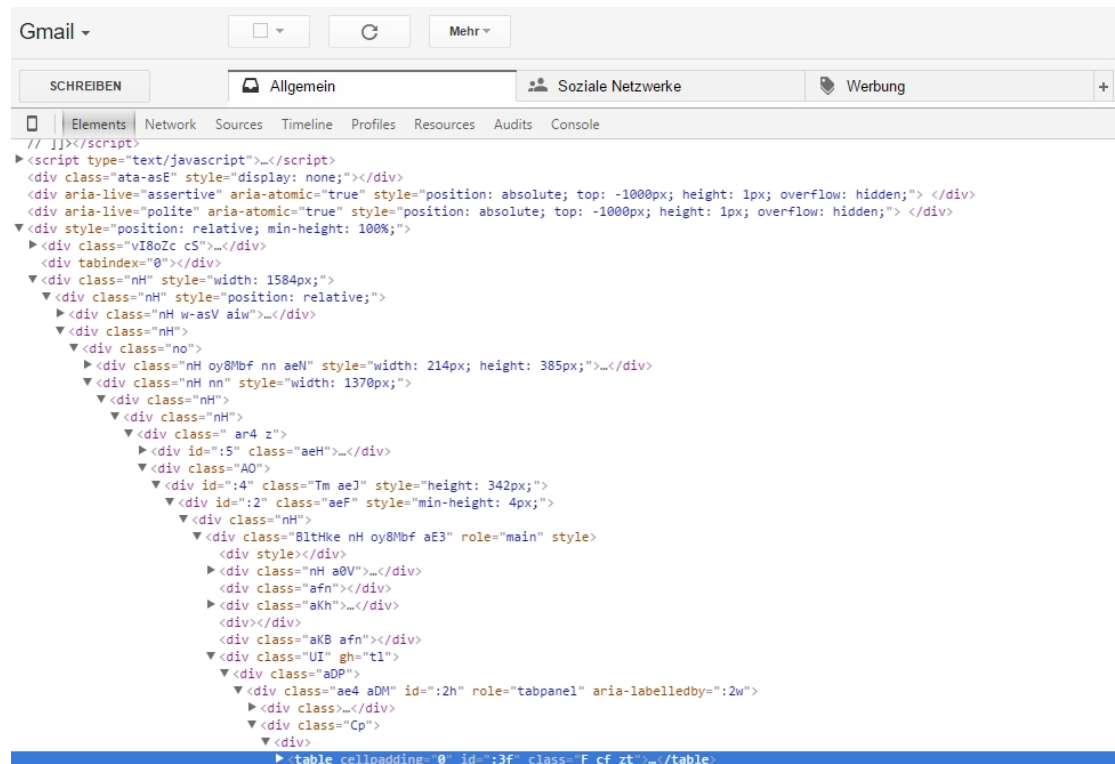 Gmail
Mehr
SCHREIBEN
Allgemein
Soziale Netzwerke
Werbung
+
Elements Network Sources Timeline Profiles Resources Audits Console
// ]]></script>
<script type="text/javascript">…</script>
<div class="ata-asE" style="display: none;"></div>
<div aria-live="assertive" aria-atomic="true" style="position: absolute; top: -1000px; height: 1px; overflow: hidden;"> </div>
<div aria-live="polite" aria-atomic="true" style="position: absolute; top: -1000px; height: 1px; overflow: hidden;"> </div>
<div style="position: relative; min-height: 100%;">
<div class="vI8oZc cS">…</div>
<div tabindex="0"></div>
<div class="nH" style="width: 1584px;">
<div class="nH" style="position: relative;">
<div class="nH w-asV aiw">…</div>
<div class="nH">
<div class="no">
<div class="nH oy8Mbf nn aeN" style="width: 214px; height: 385px;">…</div>
<div class="nH nn" style="width: 1370px;">
<div class="nH">
<div class="nH">
<div class=" ar4 z">
<div id=":5" class="aeH">…</div>
<div class="AO">
<div id=":4" class="Tm aeJ" style="height: 342px;">
<div id=":2" class="aeF" style="min-height: 4px;">
<div class="nH">
<div class="BltHke nH oy8Mbf aE3" role="main" style>
<div style></div>
<div class="nH a0V">…</div>
<div class="afn"></div>
<div class="aKh">…</div>
<div></div>
<div class="aKB afn"></div>
<div class="UI" gh="tl">
<div class="aDP">
<div class="ae4 aDM" id=":2h" role="tabpanel" aria-labelledby=":2w">
<div class>…</div>
<div class="Cp">
<div>
<table cellpadding="0" id=":3f" class="F cf zt">…</table>